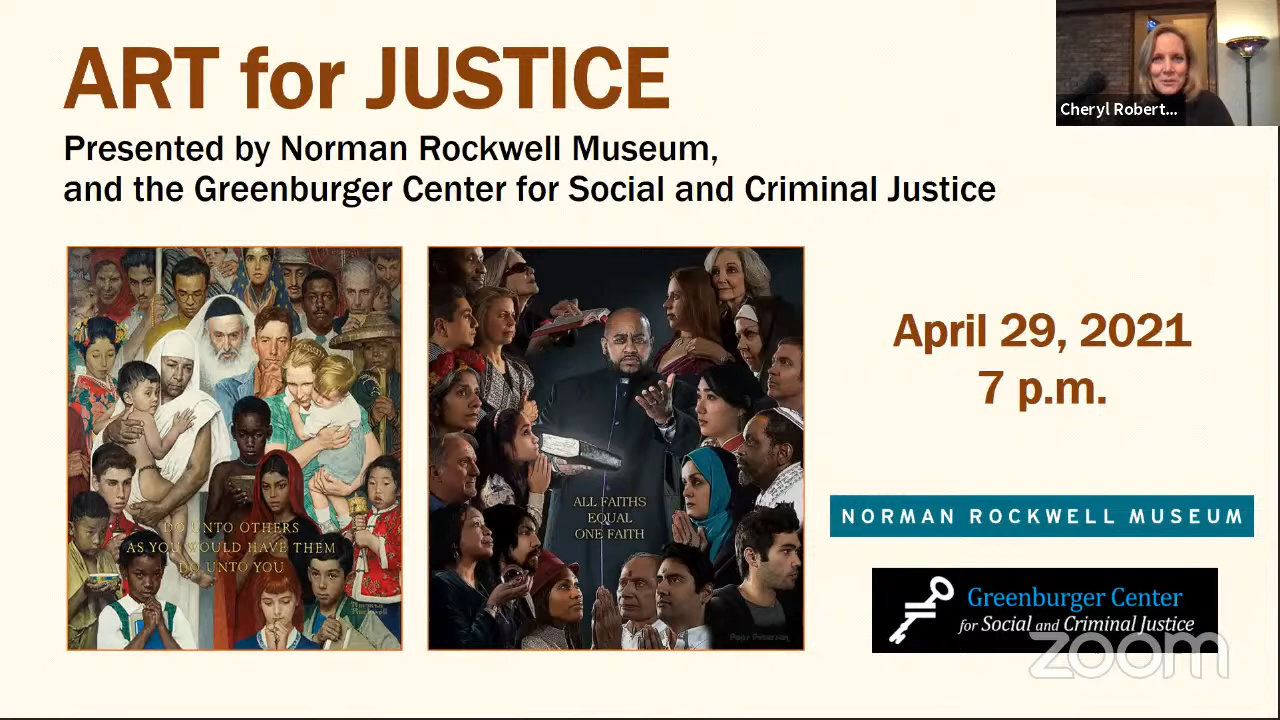 ART for JUSTICE
Presented by Norman Rockwell Museum,
and the Greenburger Center for Social and Criminal Justice
Cheryl Robert...
DO UNTO OTHERS
AS YOU WOULD HAVE THEM
DO UNTO YOU
Norman
Rockwell
ALL FAITHS
EQUAL
ONE FAITH
April 29, 2021
7 p.m.
NORMAN ROCKWELL MUSEUM
Greenburger Center
for Social and Criminal Justice
zoom